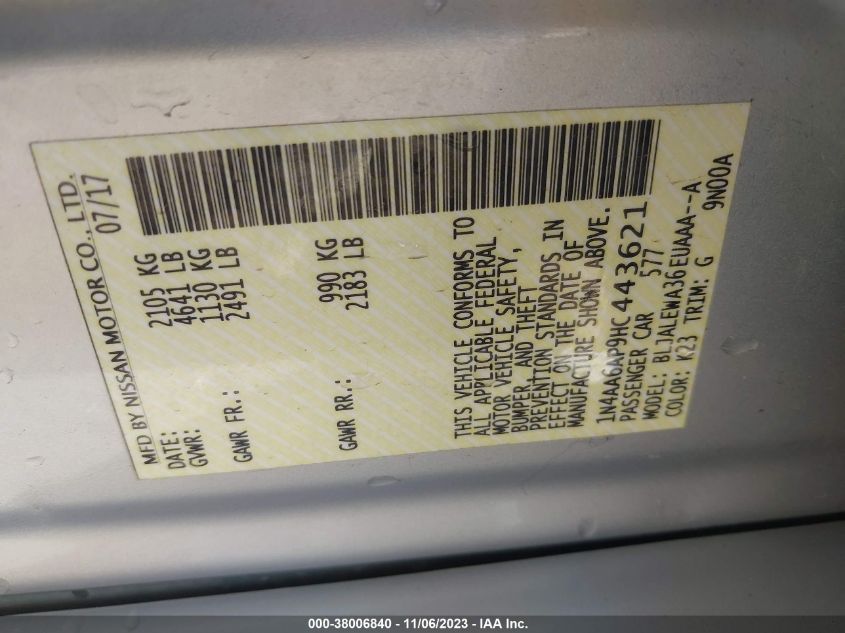 MFD BY NISSAN MOTOR CO., LTD.
DATE: 07/17
GVWR: 2105 KG
4641 LB
GAWR FR.: 1130 KG
2491 LB
GAWR RR.: 990 KG
2183 LB
THIS VEHICLE CONFORMS TO
ALL APPLICABLE FEDERAL
MOTOR VEHICLE SAFETY,
BUMPER, AND THEFT
PREVENTION STANDARDS IN
EFFECT ON THE DATE OF
MANUFACTURE SHOWN ABOVE.
1N4AA6AP9HC443621
PASSENGER CAR 577
MODEL: BLJALEWA36EUAAA--A
COLOR: K23 TRIM: G 9N00A
000-38006840 - 11/06/2023 - IAA Inc.